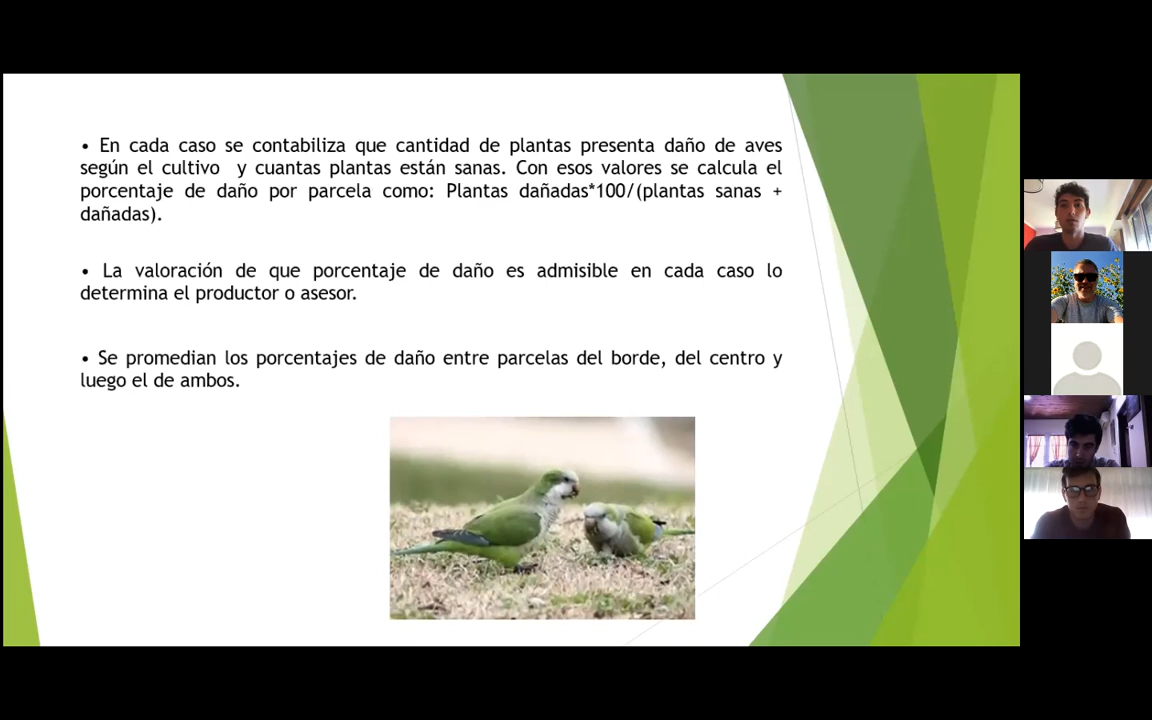 • En cada caso se contabiliza que cantidad de plantas presenta daño de aves
según el cultivo y cuantas plantas están sanas. Con esos valores se calcula el
porcentaje de daño por parcela como: Plantas dañadas*100/(plantas sanas +
dañadas).
• La valoración de que porcentaje de daño es admisible en cada caso lo
determina el productor o asesor.
• Se promedian los porcentajes de daño entre parcelas del borde, del centro y
luego el de ambos.